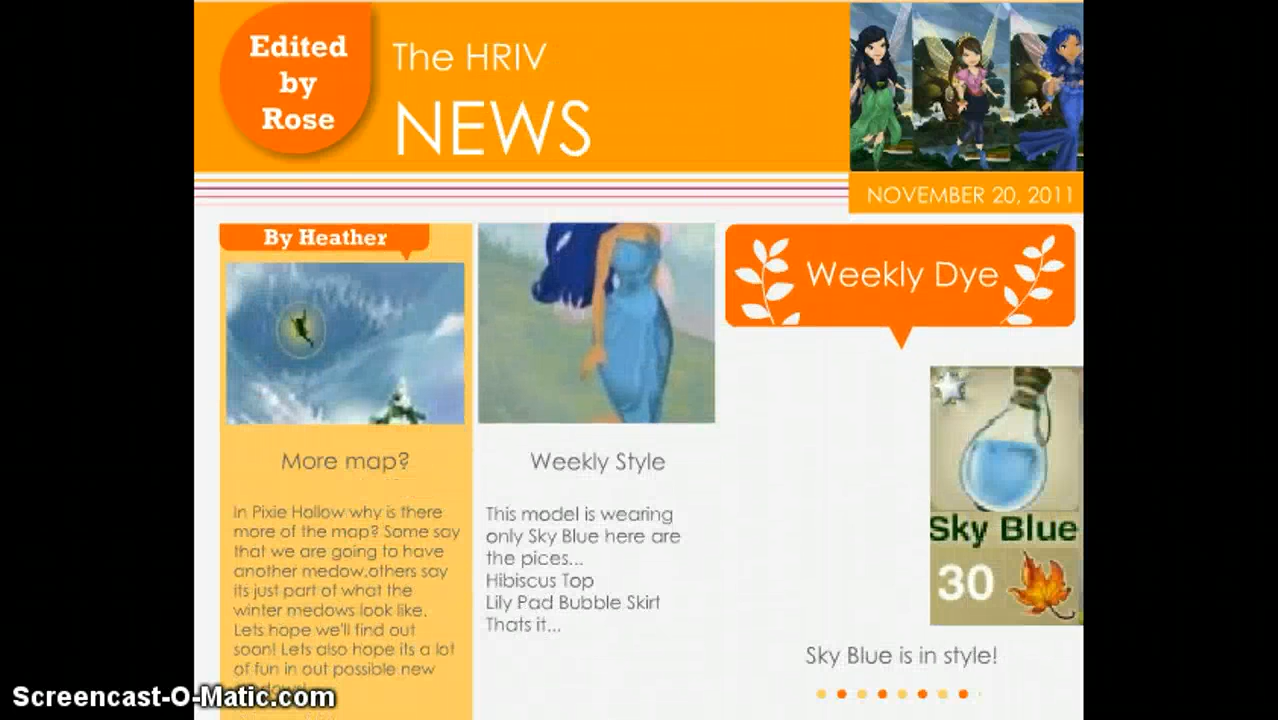 Edited
by
Rose
The HRIV
NEWS
NOVEMBER 20, 2011
By Heather
More map?
In Pixie Hollow why is there
more of the map? Some say
that we are going to have
another medow,others say
its just part of what the
winter medows look like.
Lets hope we'll find out
soon! Lets also hope its a lot
of fun in out possible new
Weekly Style
This model is wearing
only Sky Blue here are
the pices...
Hibiscus Top
Lily Pad Bubble Skirt
Thats it...
Weekly Dye
Sky Blue
30
Sky Blue is in style!
Screencast-O-Matic.com